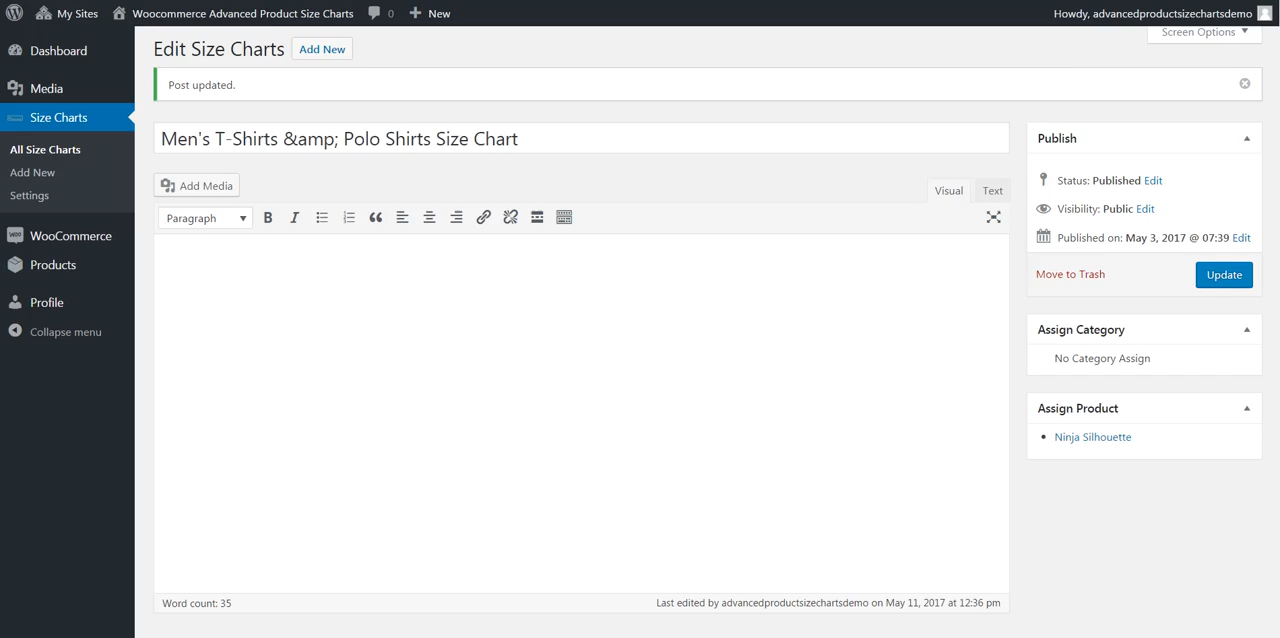 My Sites Woocommerce Advanced Product Size Charts 0 New Howdy, advancedproductsizechartsdemo
Screen Options
Dashboard
Media
Size Charts
All Size Charts
Add New
Settings
WooCommerce
Products
Profile
Collapse menu
Edit Size Charts Add New
Post updated.
Men's T-Shirts &amp; Polo Shirts Size Chart
Add Media
Visual Text
Paragraph B I
Word count: 35 Last edited by advancedproductsizechartsdemo on May 11, 2017 at 12:36 pm
Publish
Status: Published Edit
Visibility: Public Edit
Published on: May 3, 2017 @ 07:39 Edit
Move to Trash Update
Assign Category
No Category Assign
Assign Product
Ninja Silhouette